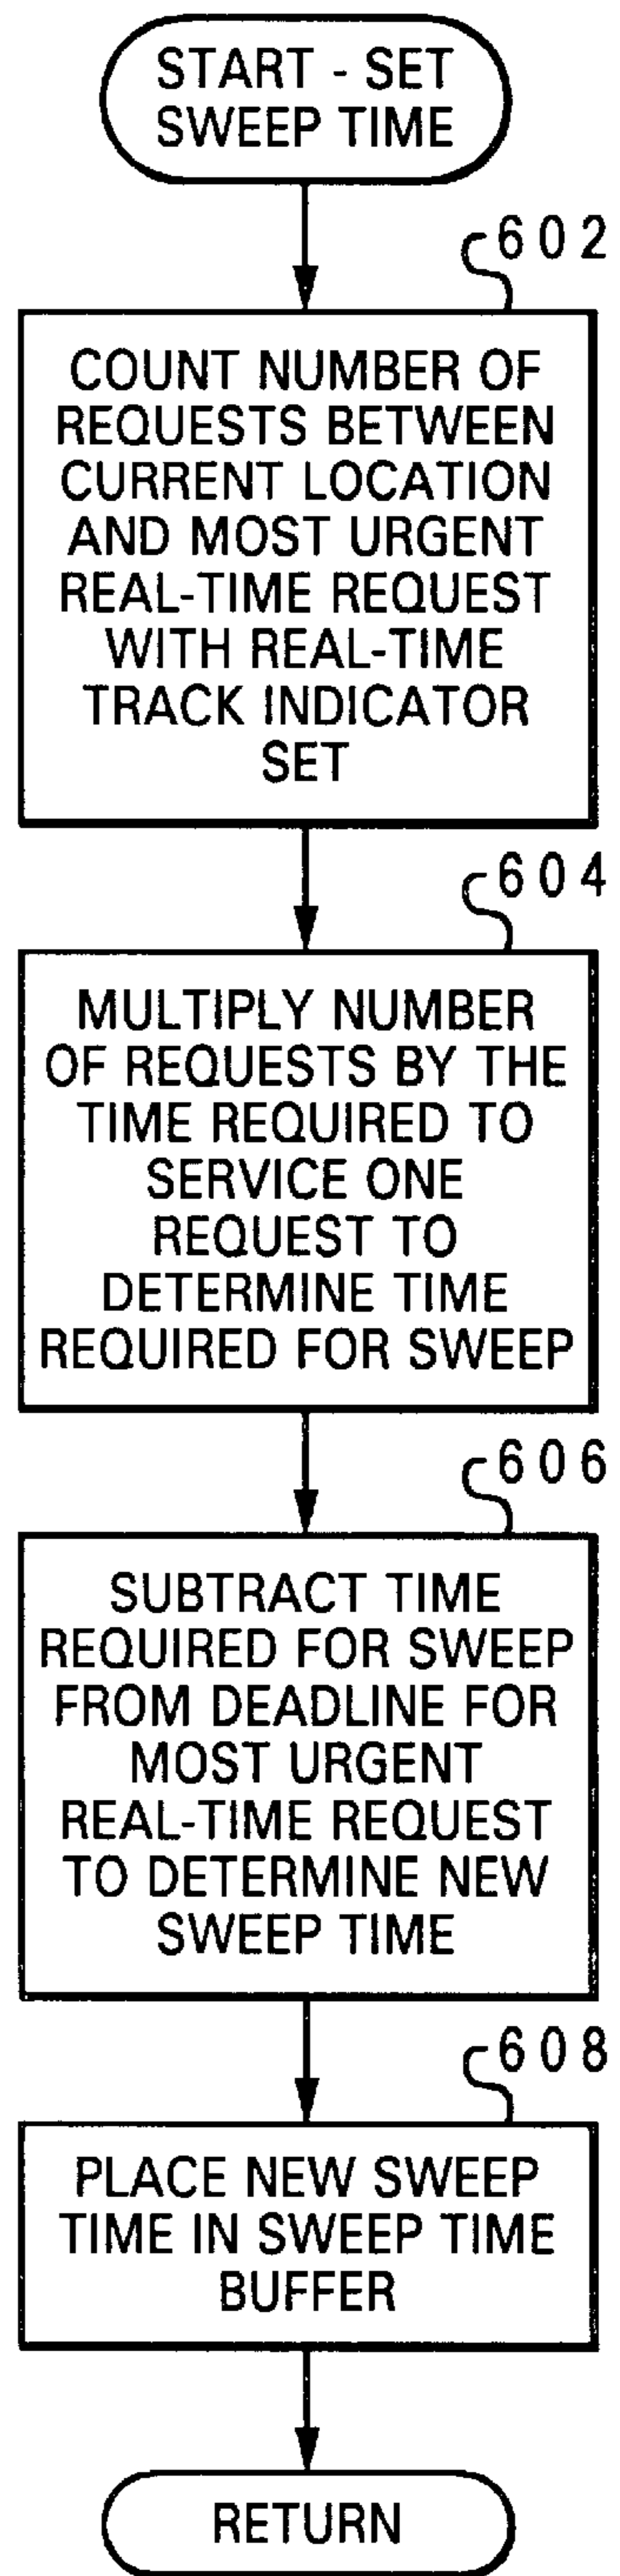 START - SET
SWEEP TIME
602
COUNT NUMBER OF
REQUESTS BETWEEN
CURRENT LOCATION
AND MOST URGENT
REAL-TIME REQUEST
WITH REAL-TIME
TRACK INDICATOR
SET
604
MULTIPLY NUMBER
OF REQUESTS BY THE
TIME REQUIRED TO
SERVICE ONE
REQUEST TO
DETERMINE TIME
REQUIRED FOR SWEEP
606
SUBTRACT TIME
REQUIRED FOR SWEEP
FROM DEADLINE FOR
MOST URGENT
REAL-TIME REQUEST
TO DETERMINE NEW
SWEEP TIME
608
PLACE NEW SWEEP
TIME IN SWEEP TIME
BUFFER
RETURN